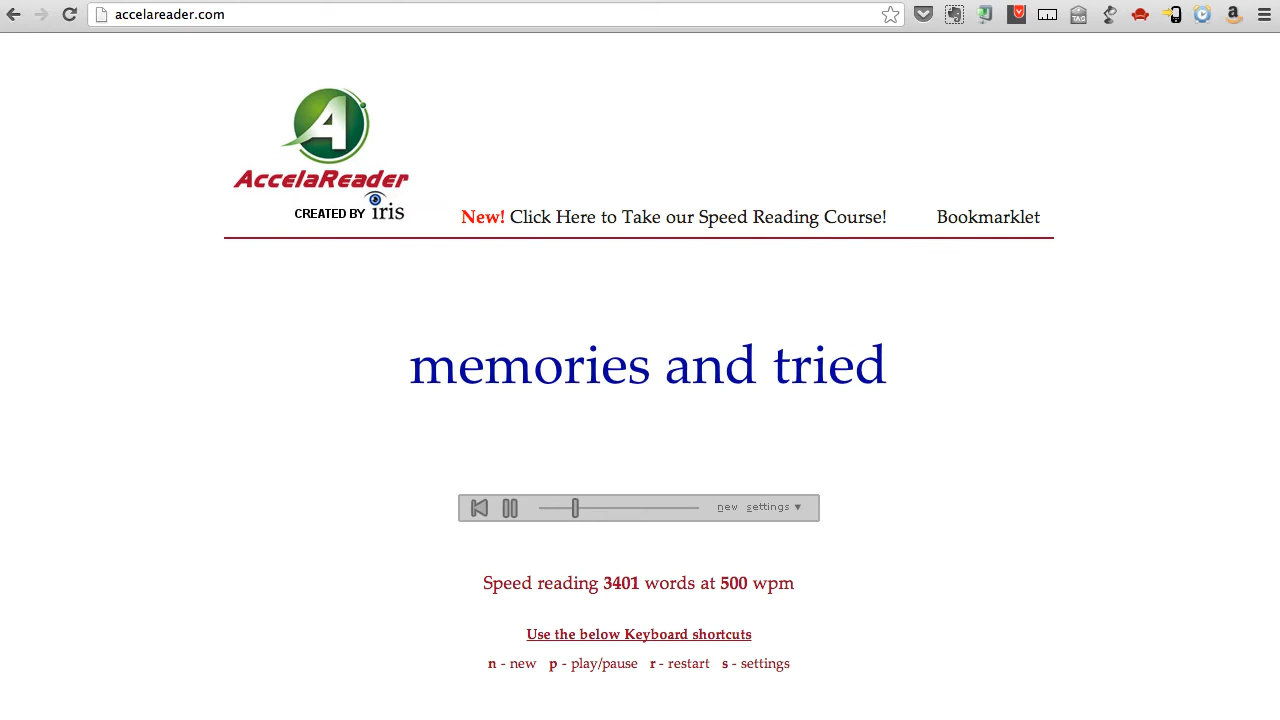 accelareader.com
TAG
A
AccelaReader
CREATED BY iris
New! Click Here to Take our Speed Reading Course! Bookmarklet
memories and tried
new settings ▼
Speed reading 3401 words at 500 wpm
Use the below Keyboard shortcuts
n - new p - play/pause r - restart s - settings